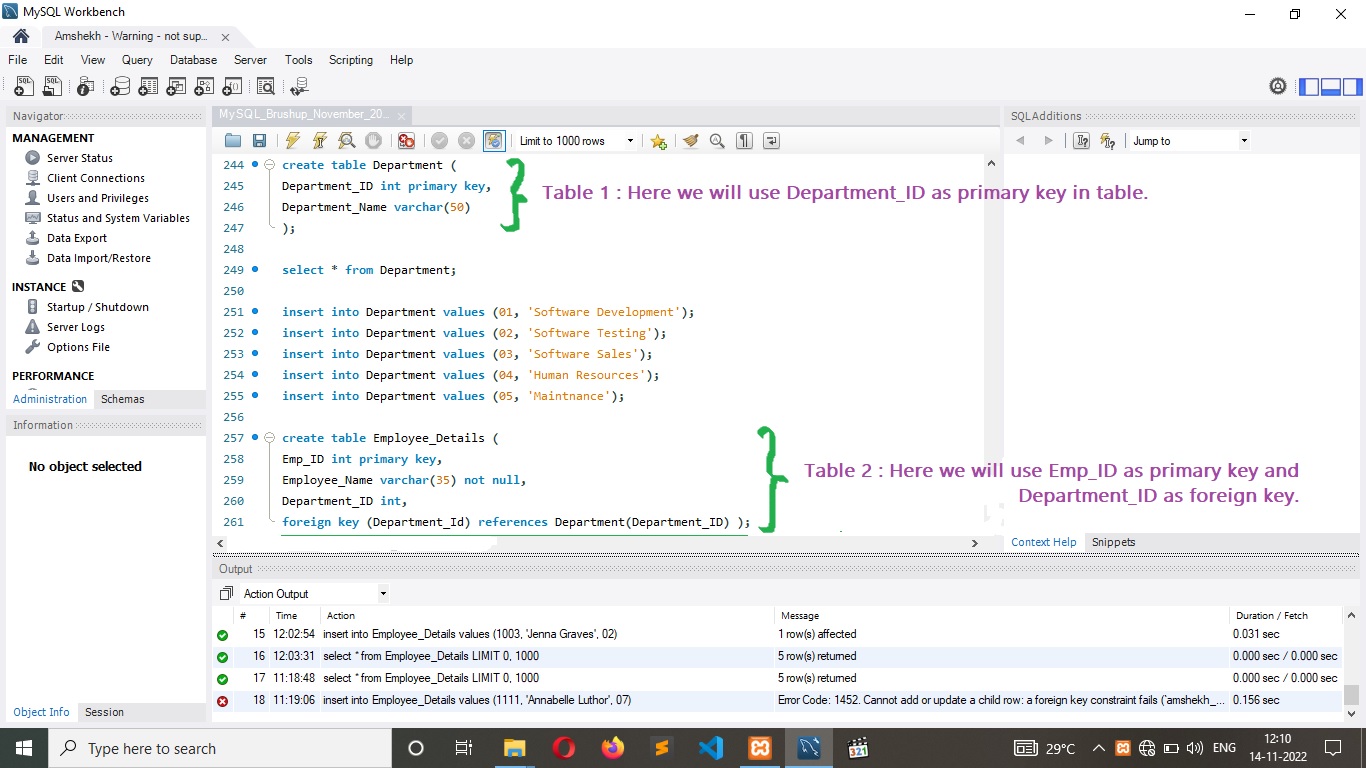 MySQL Workbench
Amshekh - Warning - not sup...
File Edit View Query Database Server Tools Scripting Help
Navigator
MANAGEMENT
Server Status
Client Connections
Users and Privileges
Status and System Variables
Data Export
Data Import/Restore
INSTANCE
Startup / Shutdown
Server Logs
Options File
PERFORMANCE
Administration Schemas
Information
No object selected
Object Info Session
MySQL_Brushup_November_20...
Limit to 1000 rows
244 create table Department (
245 Department_ID int primary key,
246 Department_Name varchar(50)
247 );
248
249 select * from Department;
250
251 insert into Department values (01, 'Software Development');
252 insert into Department values (02, 'Software Testing');
253 insert into Department values (03, 'Software Sales');
254 insert into Department values (04, 'Human Resources');
255 insert into Department values (05, 'Maintnance');
256
257 create table Employee_Details (
258 Emp_ID int primary key,
259 Employee_Name varchar(35) not null,
260 Department_ID int,
261 foreign key (Department_Id) references Department(Department_ID) );
Table 1 : Here we will use Department_ID as primary key in table.
Table 2 : Here we will use Emp_ID as primary key and
Department_ID as foreign key.
SQLAdditions
Jump to
Context Help Snippets
Output
Action Output
# Time Action Message Duration / Fetch
15 12:02:54 insert into Employee_Details values (1003, 'Jenna Graves', 02) 1 row(s) affected 0.031 sec
16 12:03:31 select * from Employee_Details LIMIT 0, 1000 5 row(s) returned 0.000 sec / 0.000 sec
17 11:18:48 select * from Employee_Details LIMIT 0, 1000 5 row(s) returned 0.000 sec / 0.000 sec
18 11:19:06 insert into Employee_Details values (1111, 'Annabelle Luthor', 07) Error Code: 1452. Cannot add or update a child row: a foreign key constraint fails (`amshekh_... 0.156 sec
Type here to search
321
29°C
ENG
12:10
14-11-2022